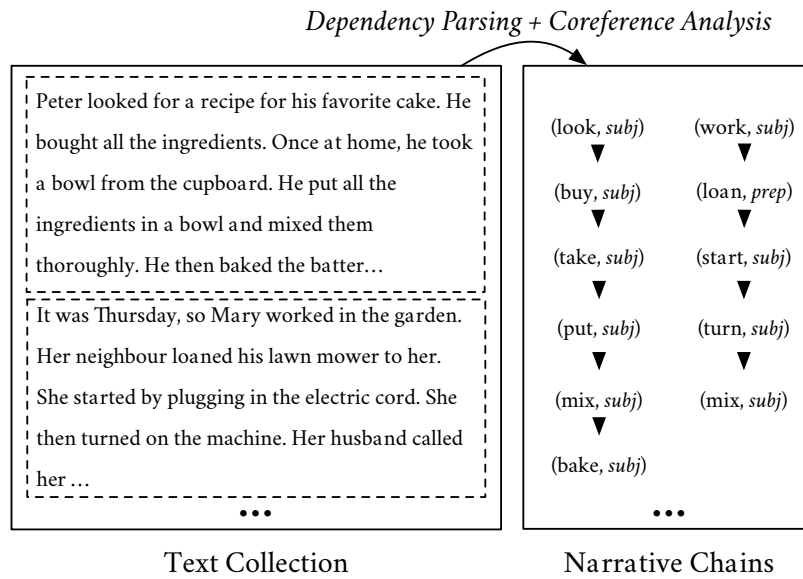 Dependency Parsing + Coreference Analysis
Peter looked for a recipe for his favorite cake. He
bought all the ingredients. Once at home, he took
a bowl from the cupboard. He put all the
ingredients in a bowl and mixed them
thoroughly. He then baked the batter…
It was Thursday, so Mary worked in the garden.
Her neighbour loaned his lawn mower to her.
She started by plugging in the electric cord. She
then turned on the machine. Her husband called
her …
•••
Text Collection
(look, subj)
(buy, subj)
(take, subj)
(put, subj)
(mix, subj)
(bake, subj)
(work, subj)
(loan, prep)
(start, subj)
(turn, subj)
(mix, subj)
•••
Narrative Chains